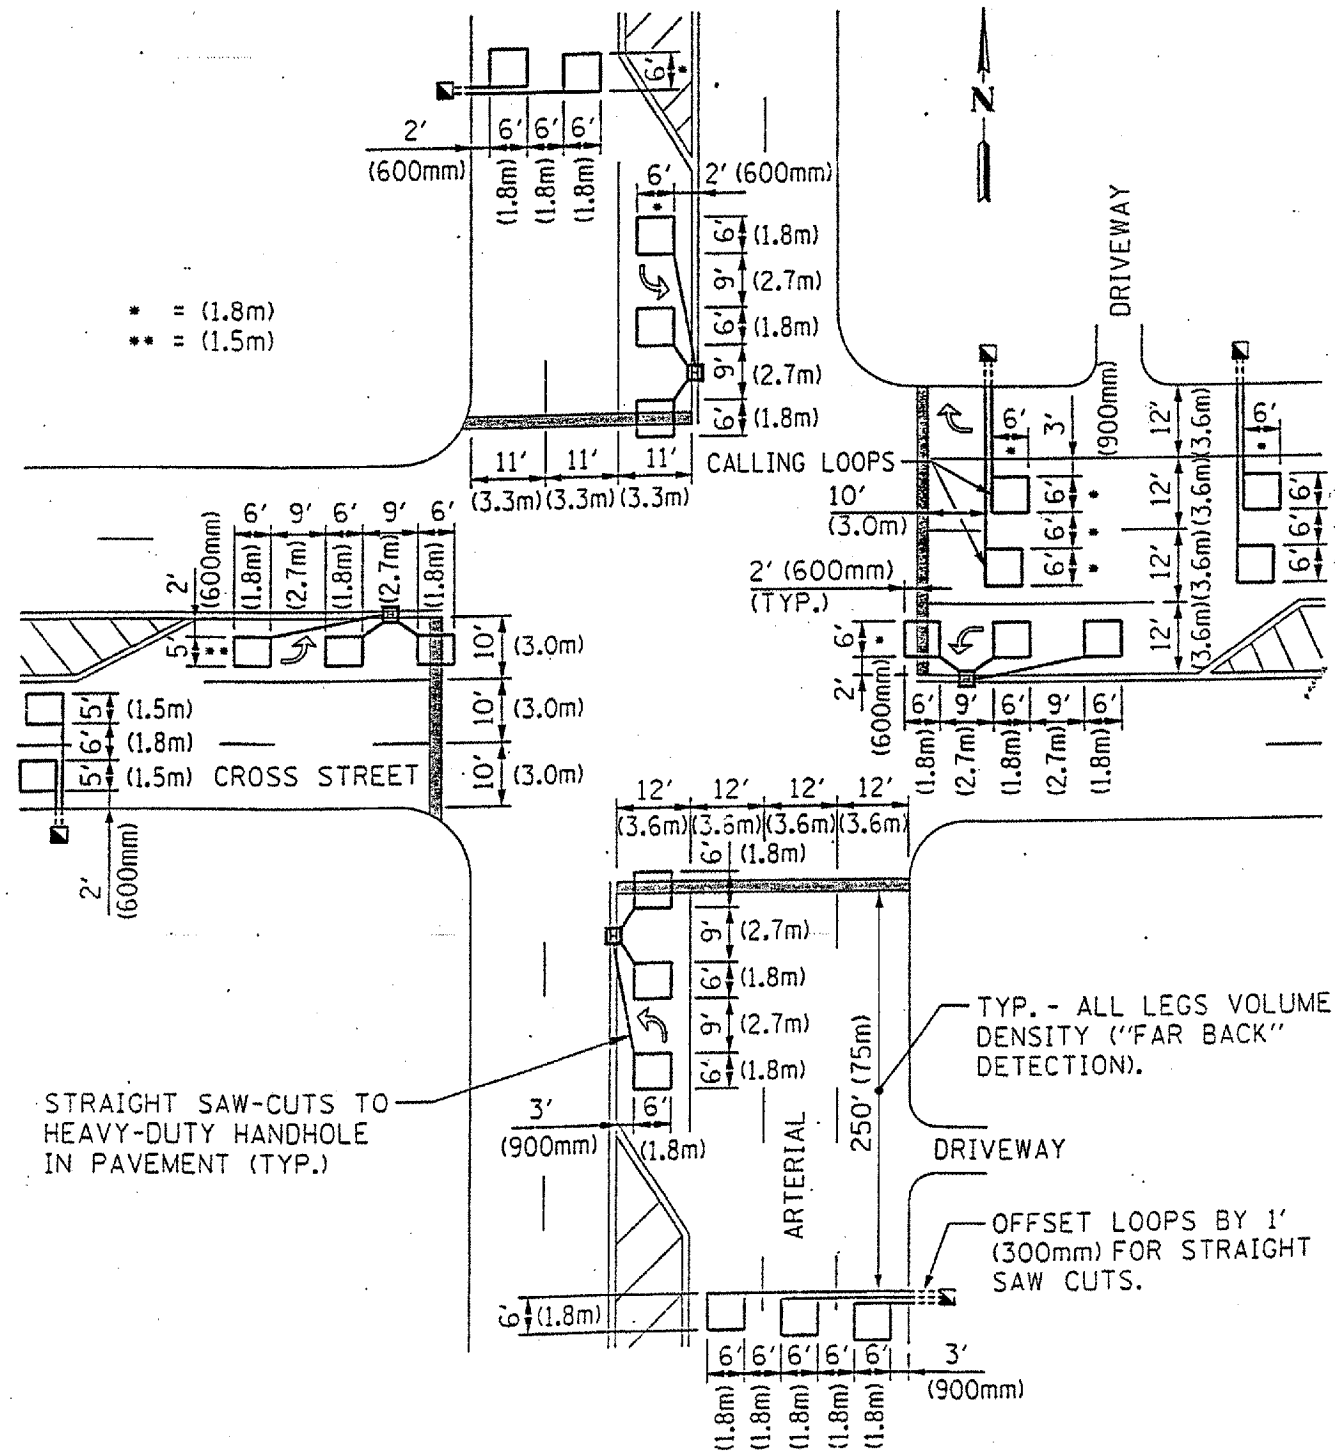 6' *
2'
(600mm)
6' 6' 6'
(1.8m) (1.8m) (1.8m)
N
6' *
2' (600mm)
6' (1.8m)
9' (2.7m)
6' (1.8m)
9' (2.7m)
6' (1.8m)
* = (1.8m)
** = (1.5m)
DRIVEWAY
11' 11' 11'
(3.3m) (3.3m) (3.3m)
CALLING LOOPS
6' *
3'
(900mm)
12' (3.6m)
6' *
10'
(3.0m)
6' *
6' *
6' *
12' (3.6m)
12' (3.6m)
12' (3.6m)
6'
6'
6'
2' (600mm)
(TYP.)
6' *
2'
(600mm)
6' 9' 6' 9' 6'
(1.8m) (2.7m) (1.8m) (2.7m) (1.8m)
2'
(600mm)
6' 9' 6' 9' 6'
(1.8m) (2.7m) (1.8m) (2.7m) (1.8m)
5' **
10' (3.0m)
10' (3.0m)
10' (3.0m)
5' (1.5m)
6' (1.8m)
5' (1.5m)
CROSS STREET
2'
(600mm)
12' 12' 12' 12'
(3.6m) (3.6m) (3.6m) (3.6m)
6' (1.8m)
9' (2.7m)
6' (1.8m)
9' (2.7m)
6' (1.8m)
250' (75m)
TYP. - ALL LEGS VOLUME
DENSITY ("FAR BACK"
DETECTION).
STRAIGHT SAW-CUTS TO
HEAVY-DUTY HANDHOLE
IN PAVEMENT (TYP.)
3'
(900mm)
6'
(1.8m)
ARTERIAL
DRIVEWAY
OFFSET LOOPS BY 1'
(300mm) FOR STRAIGHT
SAW CUTS.
6' (1.8m)
6' 6' 6' 6' 6'
(1.8m) (1.8m) (1.8m) (1.8m) (1.8m)
3'
(900mm)